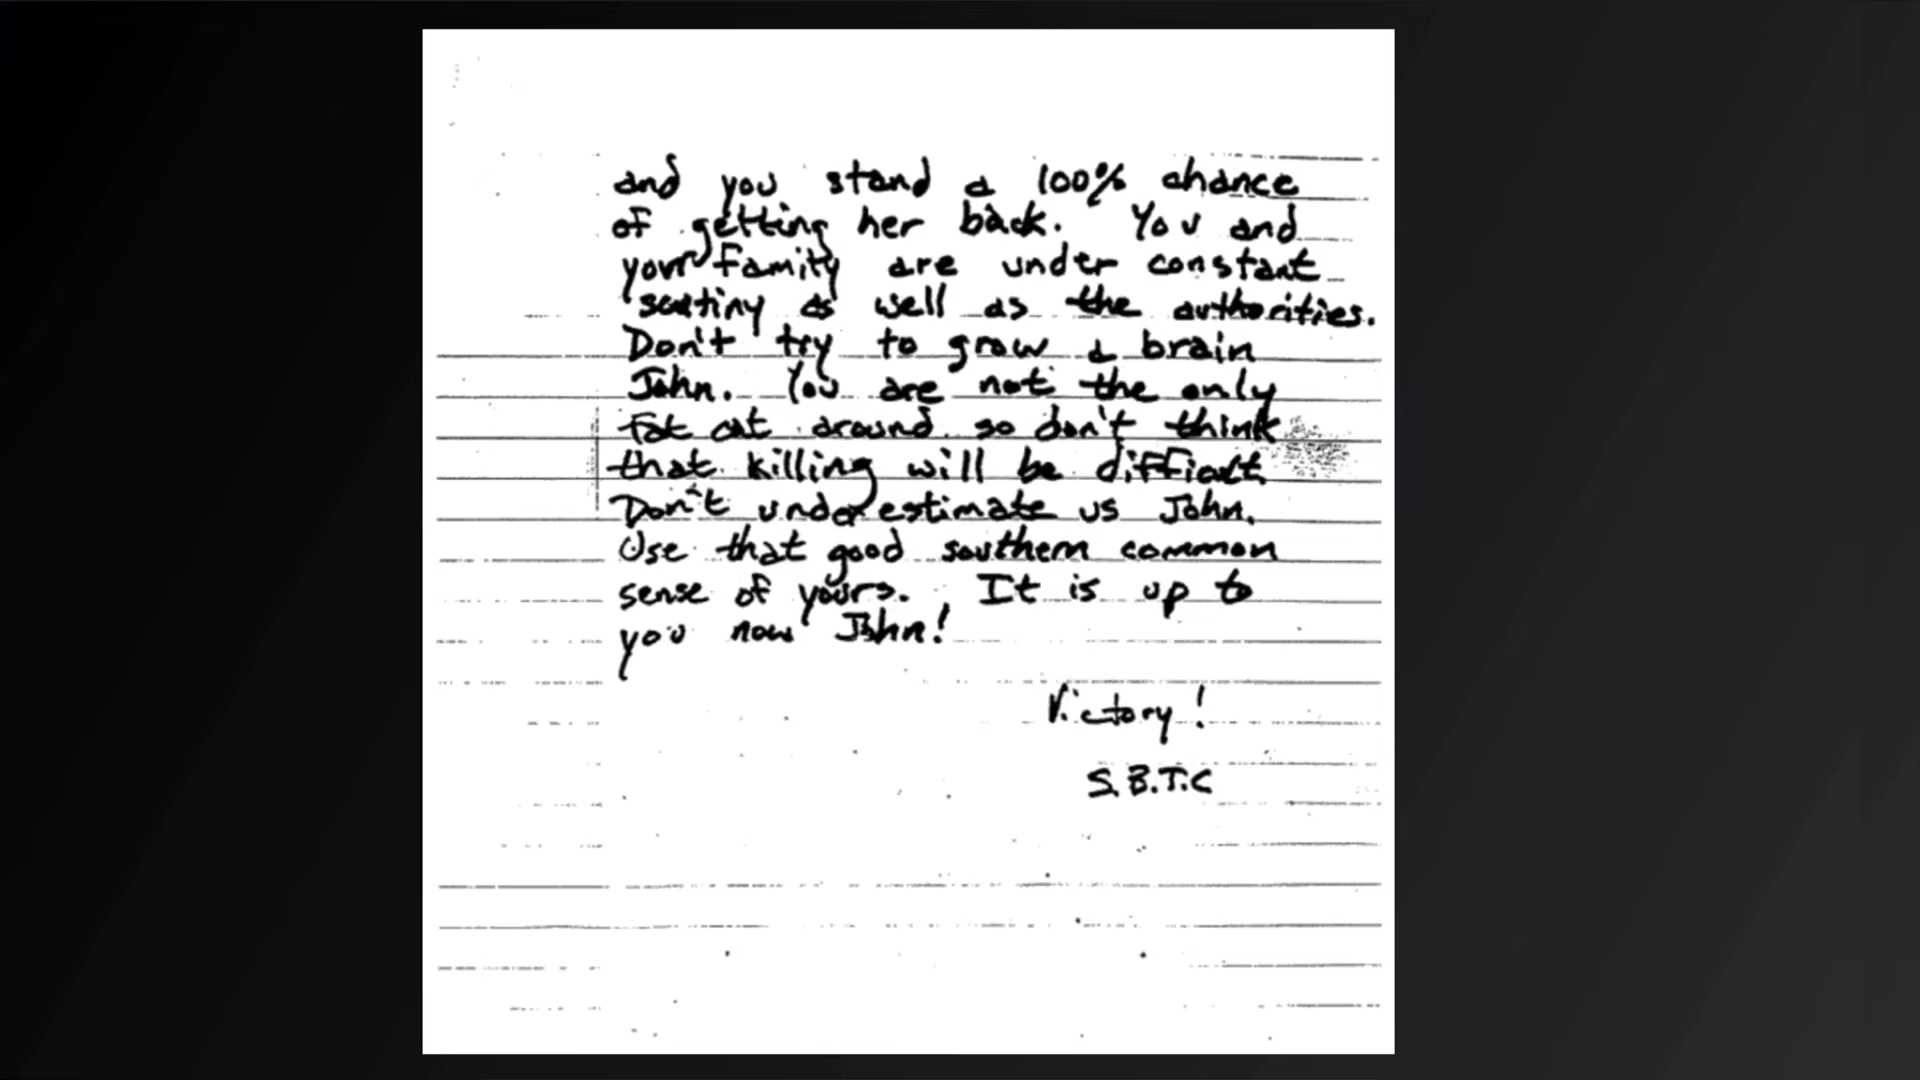 and you stand a 100% chance
of getting her back. You and
your family are under constant
scutiny as well as the authorities.
Don't try to grow a brain
John. You are not the only
fat cat around so don't think
that killing will be difficult.
Don't underestimate us John.
Use that good southern common
sense of yours. It is up to
you now John!
Victory!
S.B.T.C